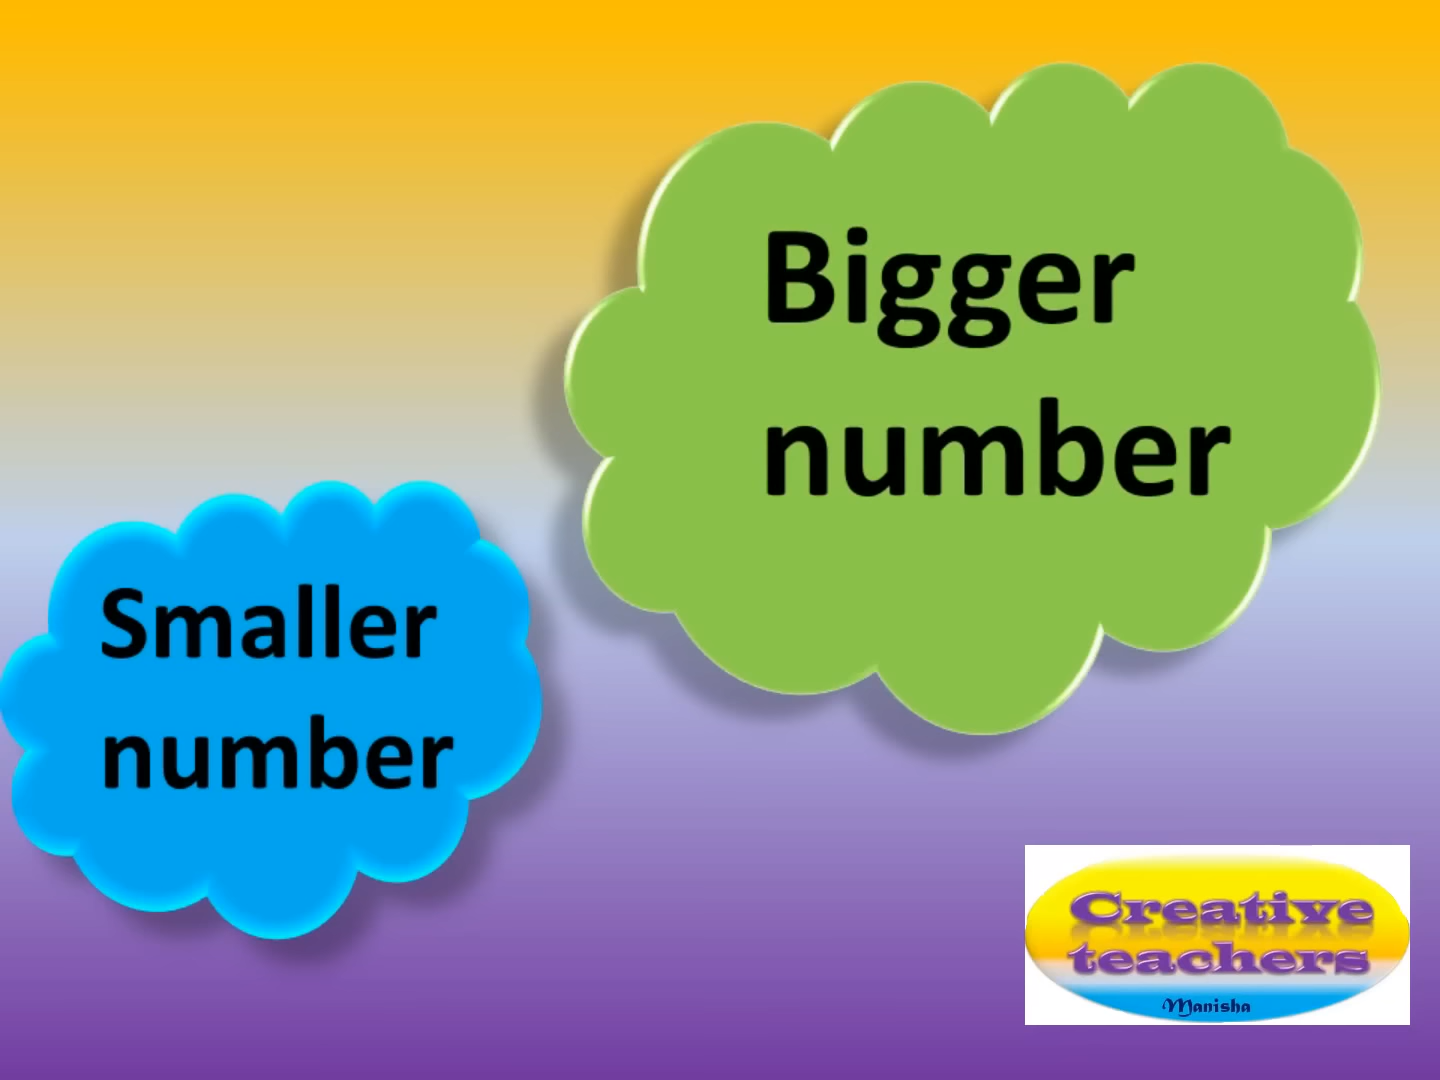 Bigger
number
Smaller
number
Creative
teachers
Manisha